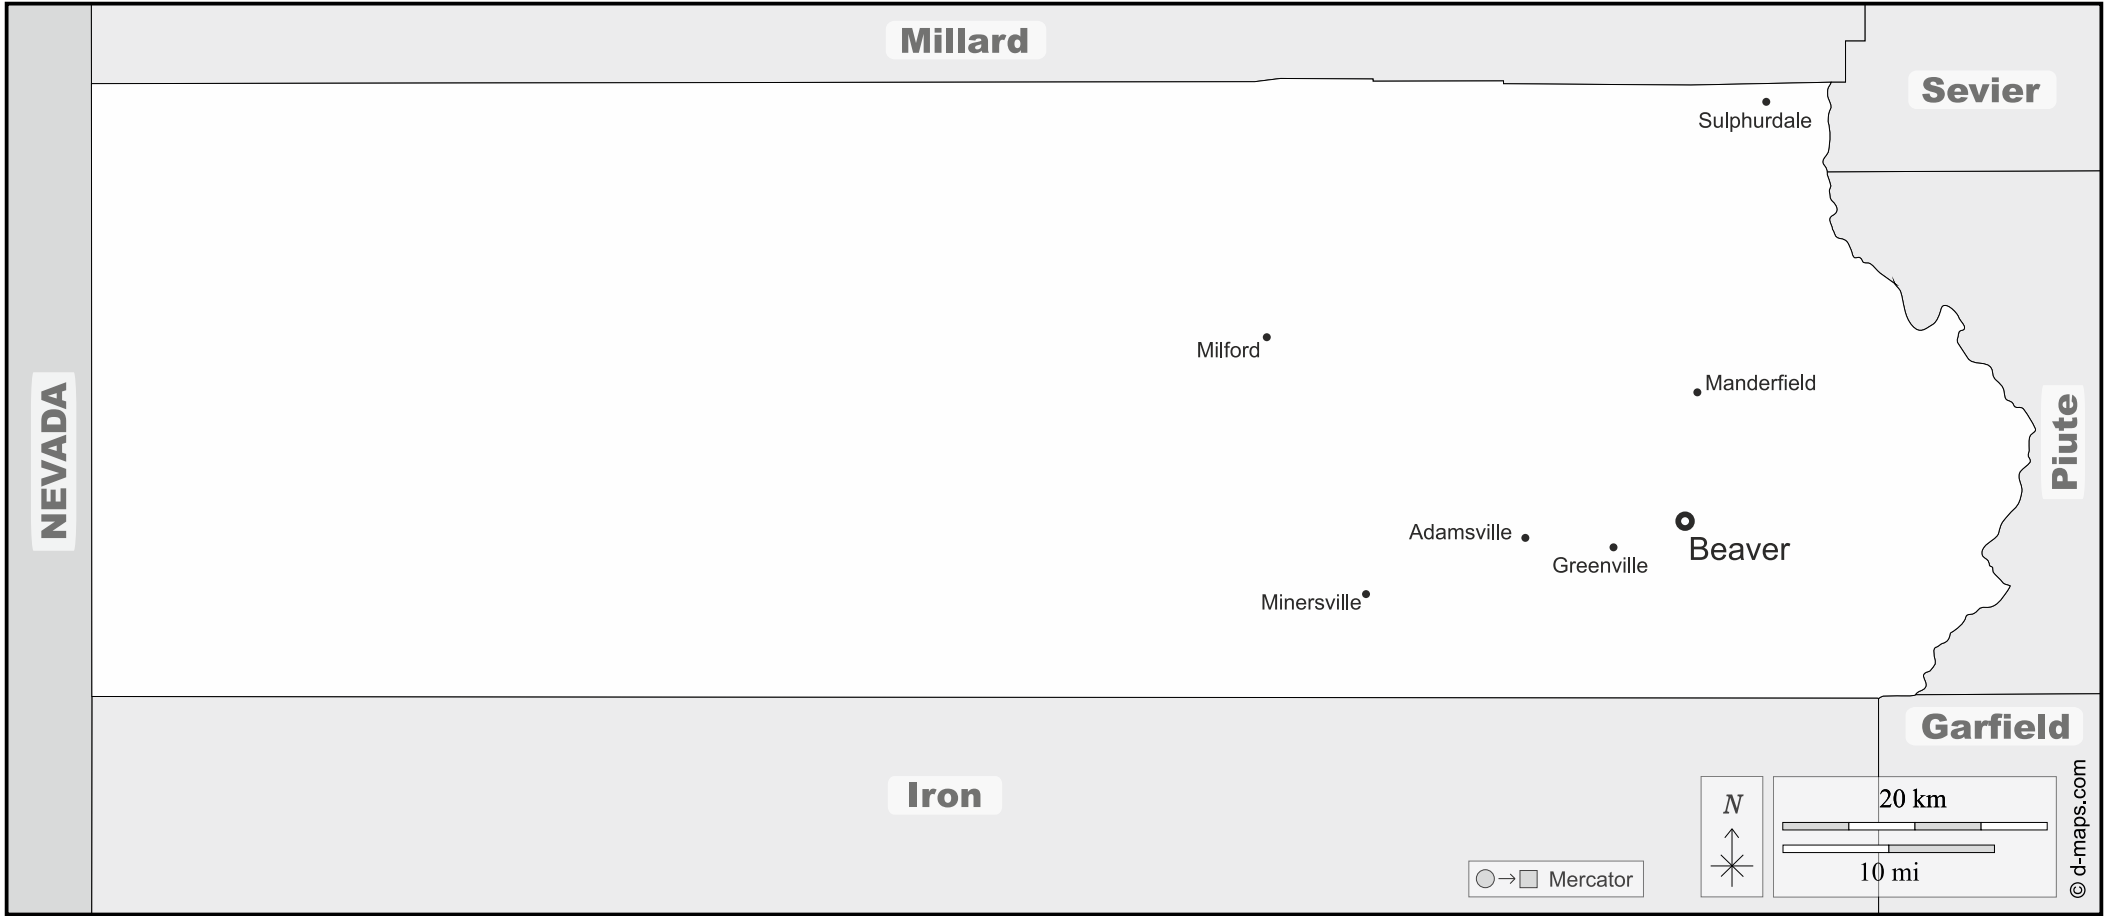 Millard
Sevier
Sulphurdale
Milford
Manderfield
NEVADA
Piute
Adamsville
Beaver
Greenville
Minersville
Garfield
Iron
N
20 km
10 mi
Mercator
© d-maps.com